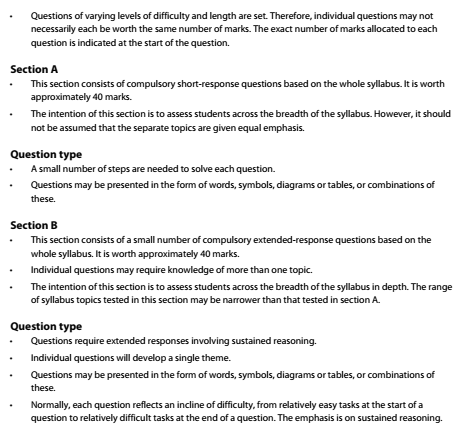 • Questions of varying levels of difficulty and length are set. Therefore, individual questions may not
necessarily each be worth the same number of marks. The exact number of marks allocated to each
question is indicated at the start of the question.
Section A
• This section consists of compulsory short-response questions based on the whole syllabus. It is worth
approximately 40 marks.
• The intention of this section is to assess students across the breadth of the syllabus. However, it should
not be assumed that the separate topics are given equal emphasis.
Question type
• A small number of steps are needed to solve each question.
• Questions may be presented in the form of words, symbols, diagrams or tables, or combinations of
these.
Section B
• This section consists of a small number of compulsory extended-response questions based on the
whole syllabus. It is worth approximately 40 marks.
• Individual questions may require knowledge of more than one topic.
• The intention of this section is to assess students across the breadth of the syllabus in depth. The range
of syllabus topics tested in this section may be narrower than that tested in section A.
Question type
• Questions require extended responses involving sustained reasoning.
• Individual questions will develop a single theme.
• Questions may be presented in the form of words, symbols, diagrams or tables, or combinations of
these.
• Normally, each question reflects an incline of difficulty, from relatively easy tasks at the start of a
question to relatively difficult tasks at the end of a question. The emphasis is on sustained reasoning.